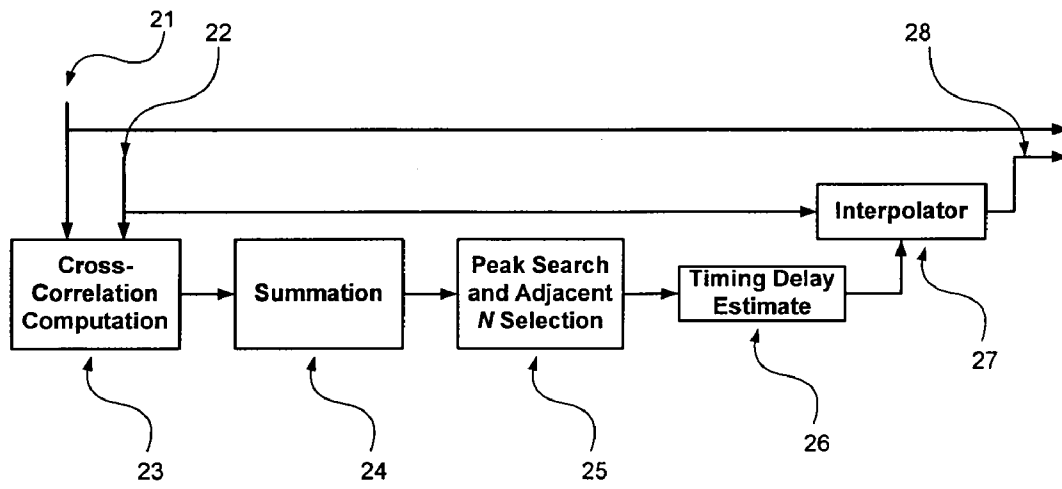 21
22
28
Interpolator
Cross-
Correlation
Computation
Summation
Peak Search
and Adjacent
N Selection
Timing Delay
Estimate
27
26
23
24
25